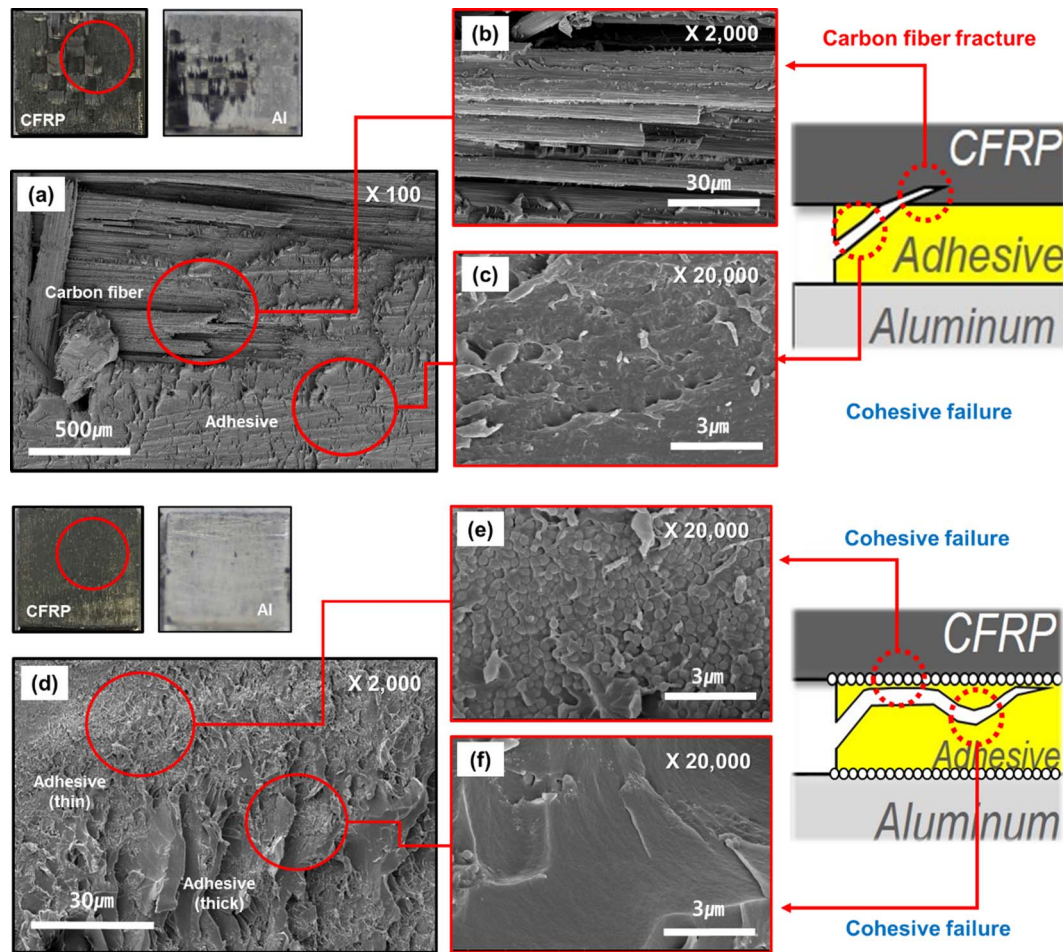 CFRP
Al
(a)
X 100
Carbon fiber
Adhesive
500㎛
(b)
X 2,000
30㎛
(c)
X 20,000
3㎛
Carbon fiber fracture
CFRP
Adhesive
Aluminum
Cohesive failure
CFRP
Al
(d)
X 2,000
Adhesive
(thin)
Adhesive
(thick)
30㎛
(e)
X 20,000
3㎛
(f)
X 20,000
3㎛
Cohesive failure
CFRP
Adhesive
Aluminum
Cohesive failure